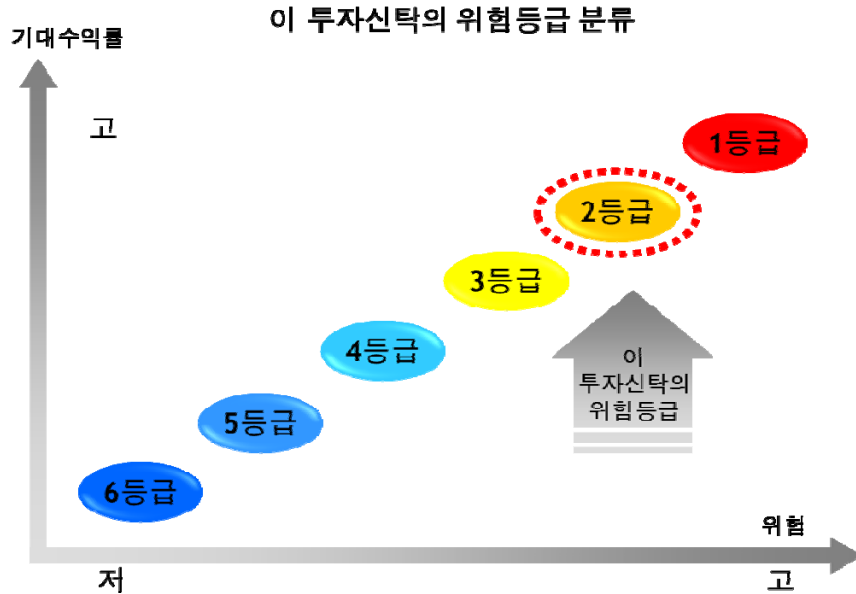 이 투자신탁의 위험등급 분류
기대수익률
고
1등급
2등급
3등급
4등급
5등급
6등급
이
투자신탁의
위험등급
위험
저
고